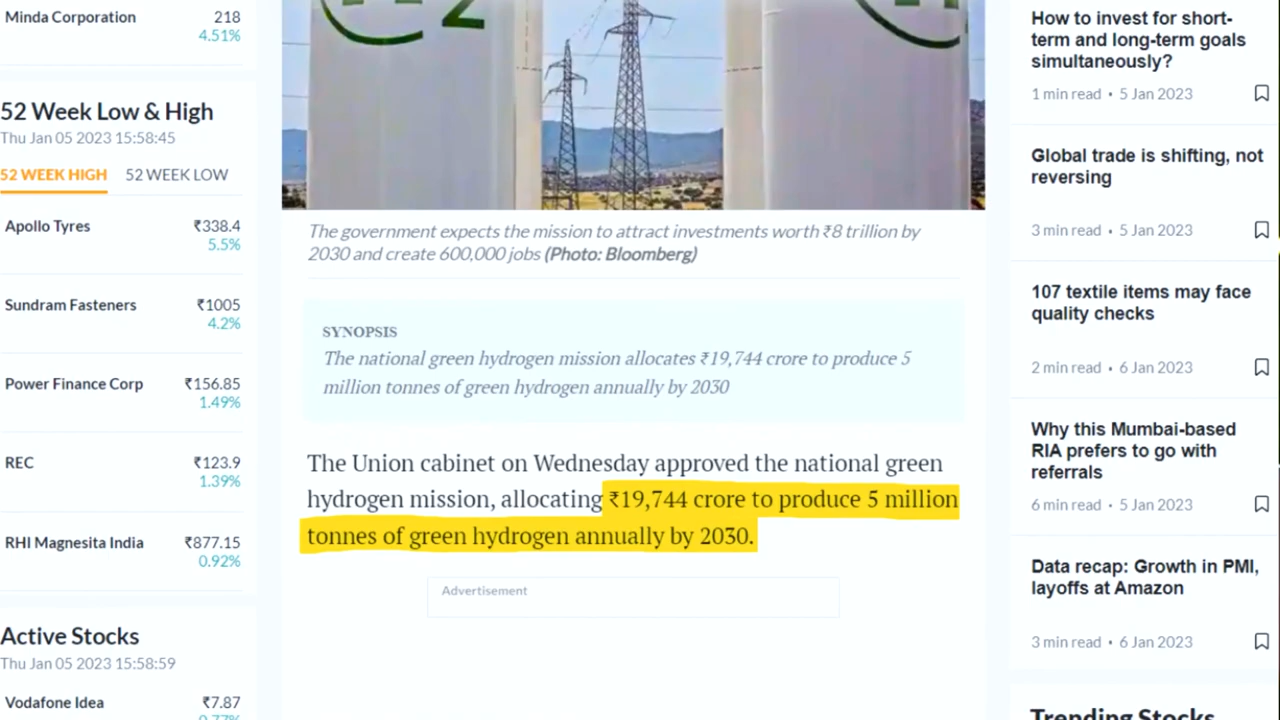 Minda Corporation 218
4.51%
52 Week Low & High
Thu Jan 05 2023 15:58:45
52 WEEK HIGH 52 WEEK LOW
Apollo Tyres ₹338.4
5.5%
Sundram Fasteners ₹1005
4.2%
Power Finance Corp ₹156.85
1.49%
REC ₹123.9
1.39%
RHI Magnesita India ₹877.15
0.92%
Active Stocks
Thu Jan 05 2023 15:58:59
Vodafone Idea ₹7.87
The government expects the mission to attract investments worth ₹8 trillion by
2030 and create 600,000 jobs (Photo: Bloomberg)
SYNOPSIS
The national green hydrogen mission allocates ₹19,744 crore to produce 5
million tonnes of green hydrogen annually by 2030
The Union cabinet on Wednesday approved the national green
hydrogen mission, allocating ₹19,744 crore to produce 5 million
tonnes of green hydrogen annually by 2030.
Advertisement
How to invest for short-
term and long-term goals
simultaneously?
1 min read • 5 Jan 2023
Global trade is shifting, not
reversing
3 min read • 5 Jan 2023
107 textile items may face
quality checks
2 min read • 6 Jan 2023
Why this Mumbai-based
RIA prefers to go with
referrals
6 min read • 5 Jan 2023
Data recap: Growth in PMI,
layoffs at Amazon
3 min read • 6 Jan 2023
Trending Stocks